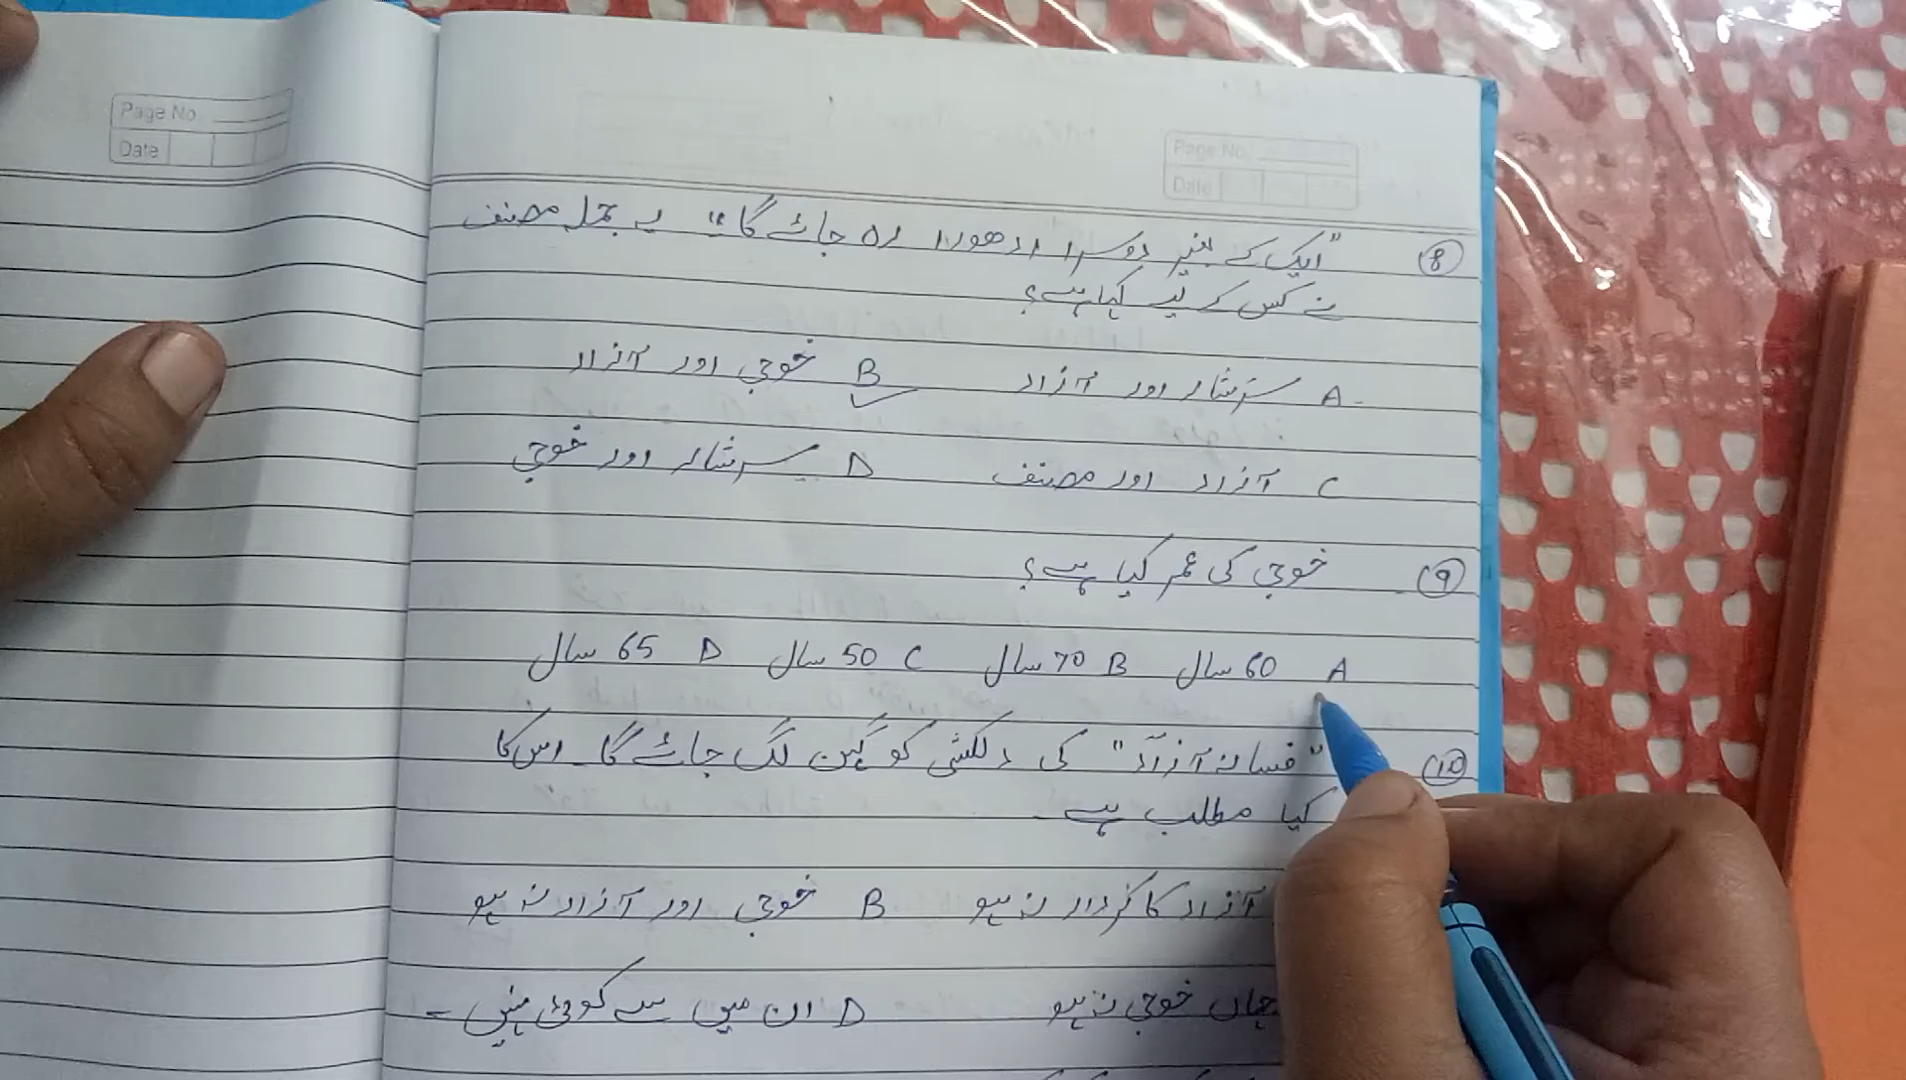 Page No.
Date
Page No.
Date
⑧ "ایک کے بغیر دوسرا ادھورا رہ جائے گا"؛ یہ جملہ مصنف
نے کس کے لیے کہا ہے؟
A۔ سرشار اور آزاد B خوجی اور آزاد
C آزاد اور مصنف D سرشار اور خوجی
⑨ خوجی کی عمر کیا ہے؟
A 60 سال B 70 سال C 50 سال D 65 سال
⑩ "فسانہ آزاد" کی دلکشی کو گہن لگ جائے گا۔ اس کا
کیا مطلب ہے۔
آزاد کا کردار نہ ہو B خوجی اور آزاد نہ ہو
جہاں خوجی نہ ہو D ان میں سے کوئی نہیں۔